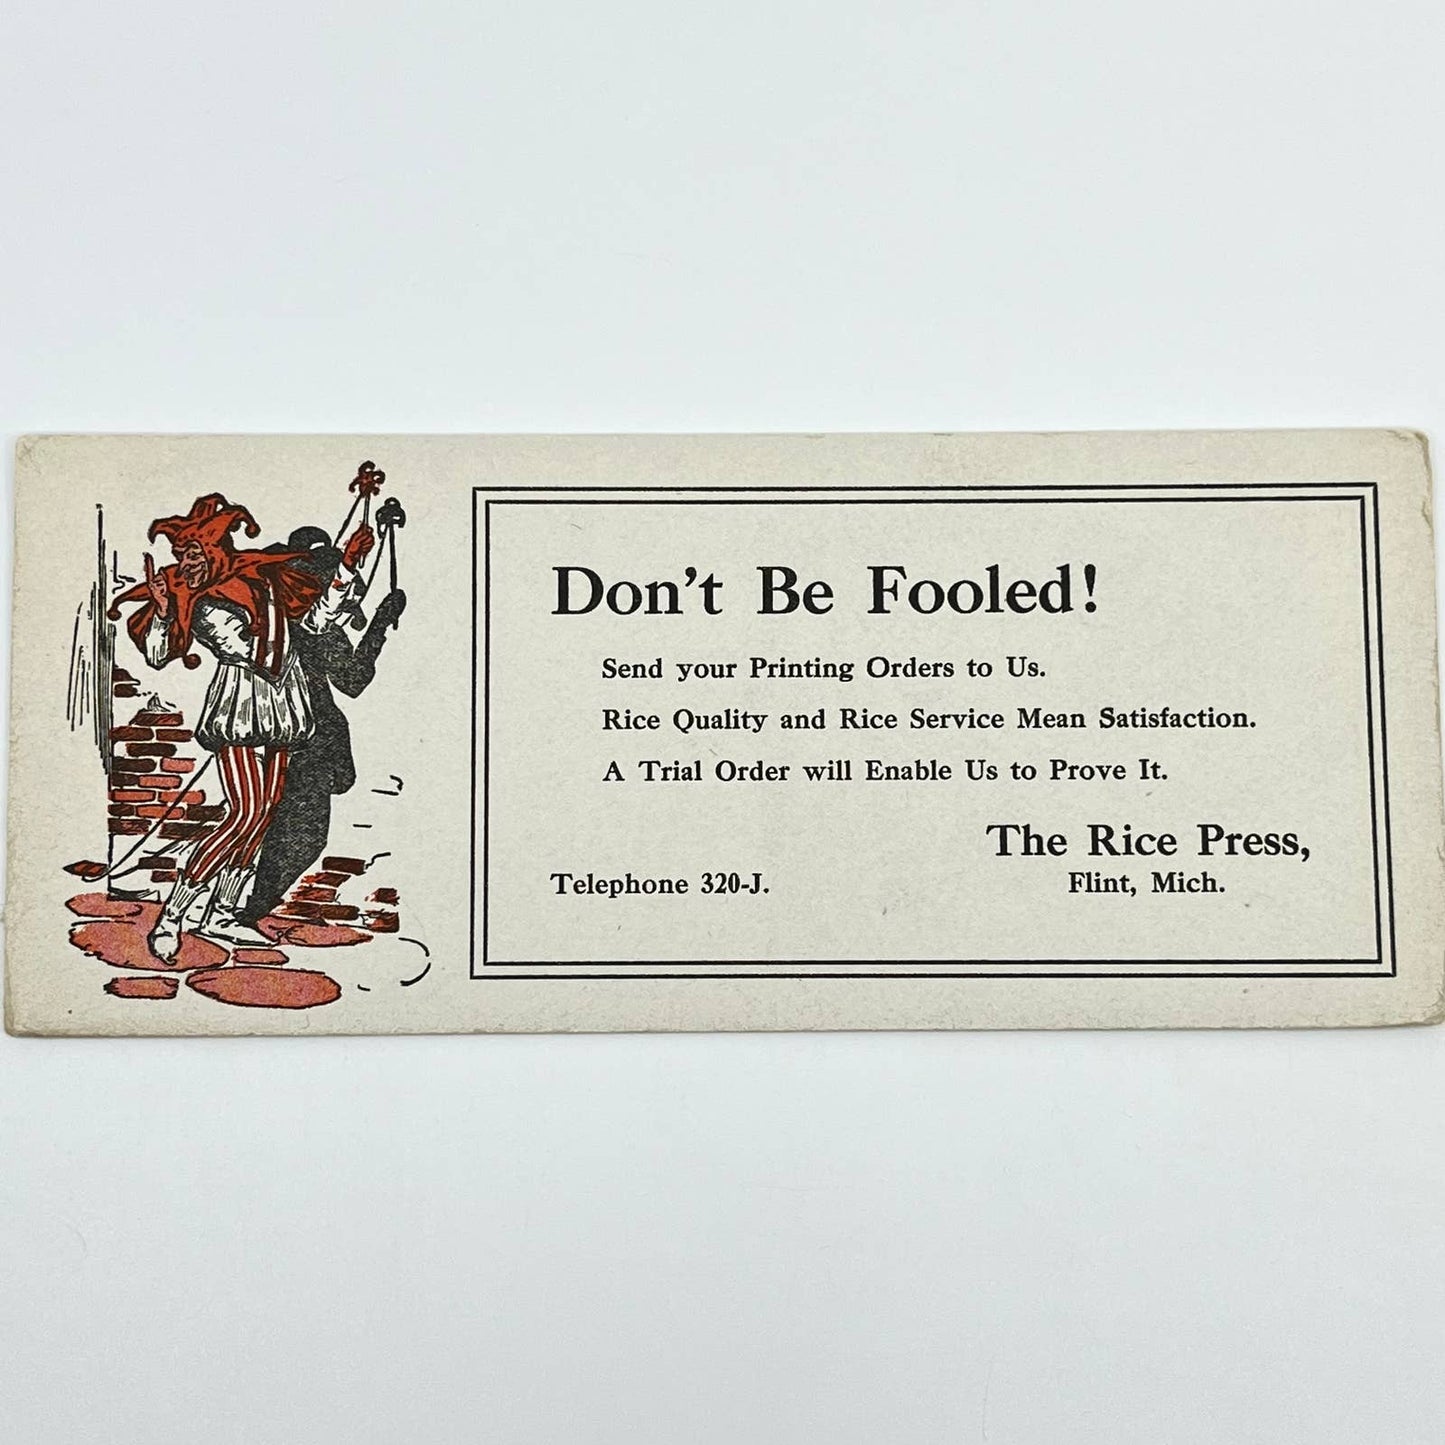 Don't Be Fooled!
Send your Printing Orders to Us.
Rice Quality and Rice Service Mean Satisfaction.
A Trial Order will Enable Us to Prove It.
The Rice Press,
Telephone 320-J.
Flint, Mich.